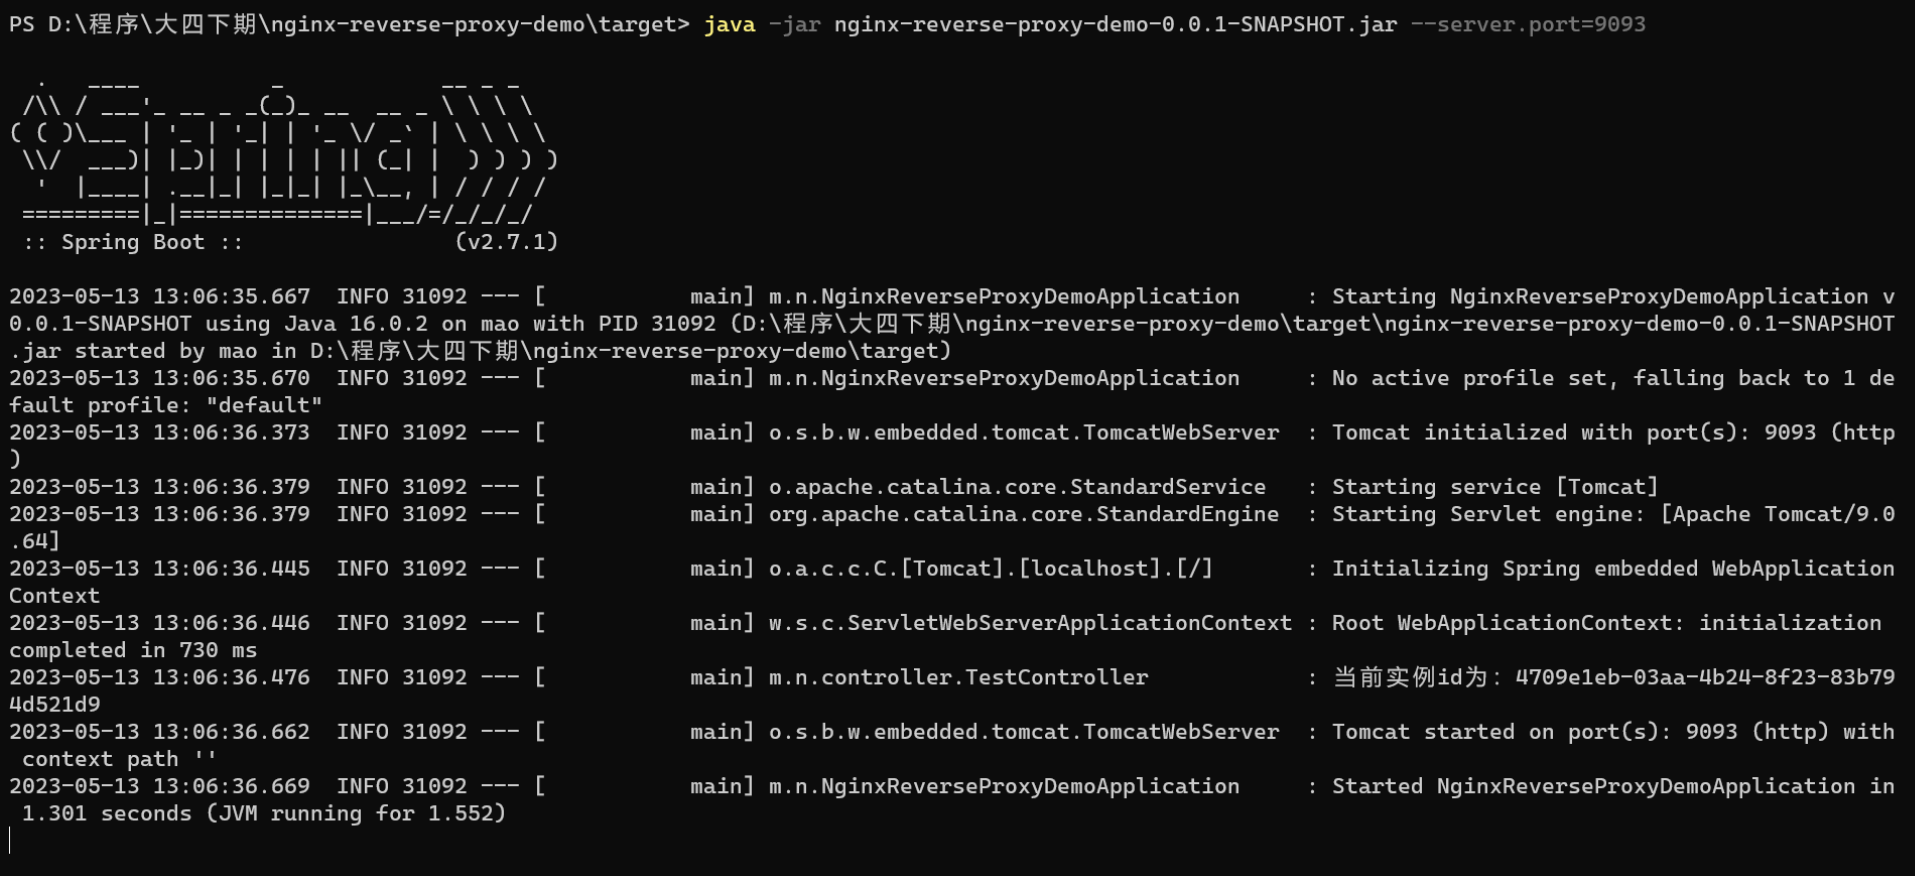 PS D:\程序\大四下期\nginx-reverse-proxy-demo\target> java -jar nginx-reverse-proxy-demo-0.0.1-SNAPSHOT.jar --server.port=9093

  .   ____          _            __ _ _
 /\\ / ___'_ __ _ _(_)_ __  __ _ \ \ \ \
( ( )\___ | '_ | '_| | '_ \/ _` | \ \ \ \
 \\/  ___)| |_)| | | | | || (_| |  ) ) ) )
  '  |____| .__|_| |_|_| |_\__, | / / / /
 =========|_|==============|___/=/_/_/_/
 :: Spring Boot ::                (v2.7.1)

2023-05-13 13:06:35.667  INFO 31092 --- [           main] m.n.NginxReverseProxyDemoApplication     : Starting NginxReverseProxyDemoApplication v
0.0.1-SNAPSHOT using Java 16.0.2 on mao with PID 31092 (D:\程序\大四下期\nginx-reverse-proxy-demo\target\nginx-reverse-proxy-demo-0.0.1-SNAPSHOT
.jar started by mao in D:\程序\大四下期\nginx-reverse-proxy-demo\target)
2023-05-13 13:06:35.670  INFO 31092 --- [           main] m.n.NginxReverseProxyDemoApplication     : No active profile set, falling back to 1 de
fault profile: "default"
2023-05-13 13:06:36.373  INFO 31092 --- [           main] o.s.b.w.embedded.tomcat.TomcatWebServer  : Tomcat initialized with port(s): 9093 (http
)
2023-05-13 13:06:36.379  INFO 31092 --- [           main] o.apache.catalina.core.StandardService   : Starting service [Tomcat]
2023-05-13 13:06:36.379  INFO 31092 --- [           main] org.apache.catalina.core.StandardEngine  : Starting Servlet engine: [Apache Tomcat/9.0
.64]
2023-05-13 13:06:36.445  INFO 31092 --- [           main] o.a.c.c.C.[Tomcat].[localhost].[/]       : Initializing Spring embedded WebApplication
Context
2023-05-13 13:06:36.446  INFO 31092 --- [           main] w.s.c.ServletWebServerApplicationContext : Root WebApplicationContext: initialization
completed in 730 ms
2023-05-13 13:06:36.476  INFO 31092 --- [           main] m.n.controller.TestController            : 当前实例id为：4709e1eb-03aa-4b24-8f23-83b79
4d521d9
2023-05-13 13:06:36.662  INFO 31092 --- [           main] o.s.b.w.embedded.tomcat.TomcatWebServer  : Tomcat started on port(s): 9093 (http) with
 context path ''
2023-05-13 13:06:36.669  INFO 31092 --- [           main] m.n.NginxReverseProxyDemoApplication     : Started NginxReverseProxyDemoApplication in
 1.301 seconds (JVM running for 1.552)